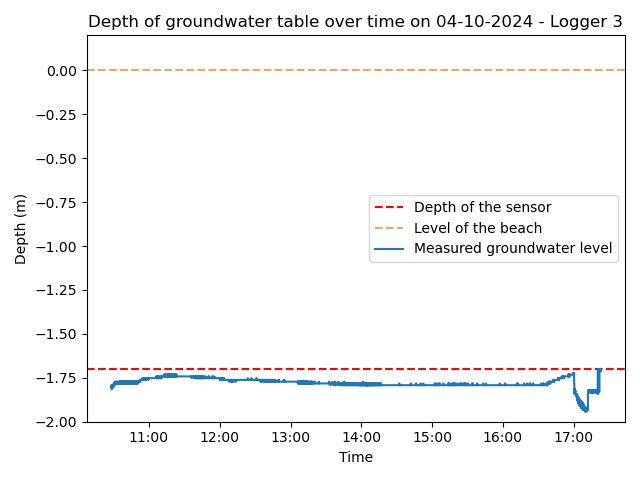 Depth of groundwater table over time on 04-10-2024 - Logger 3
0.00
−0.25
−0.50
−0.75
−1.00
−1.25
−1.50
−1.75
−2.00
Depth (m)
Depth of the sensor
Level of the beach
Measured groundwater level
11:00 12:00 13:00 14:00 15:00 16:00 17:00
Time